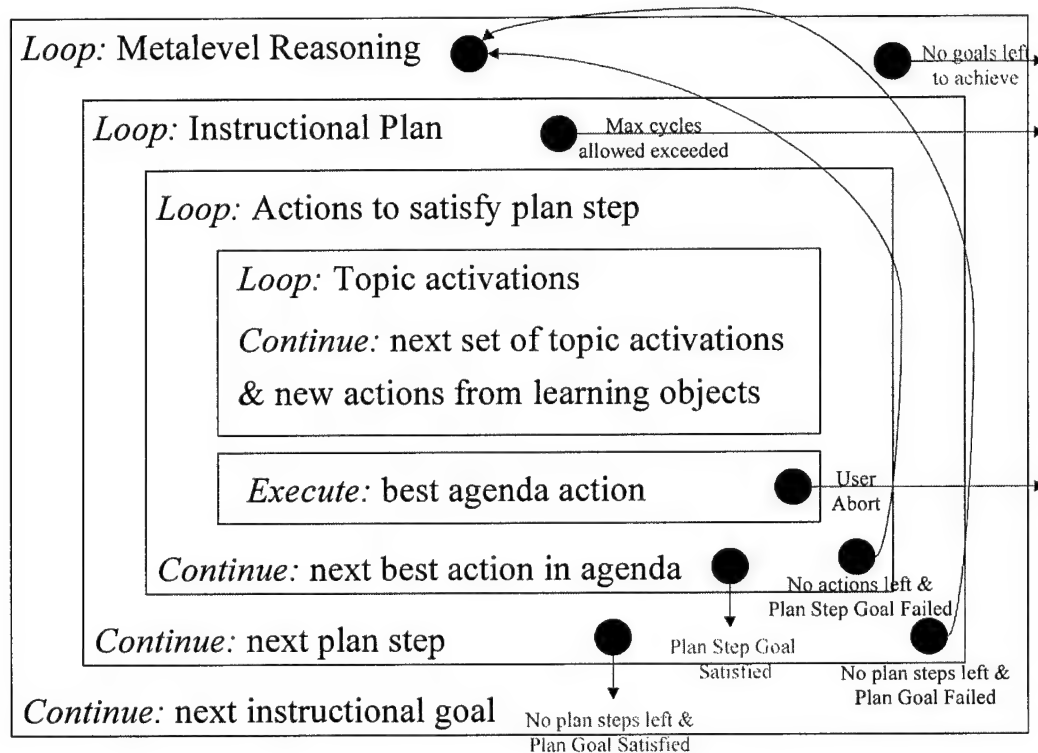 Loop: Metalevel Reasoning
No goals left
to achieve
Loop: Instructional Plan
Max cycles
allowed exceeded
Loop: Actions to satisfy plan step
Loop: Topic activations
Continue: next set of topic activations
& new actions from learning objects
Execute: best agenda action
User
Abort
Continue: next best action in agenda
No actions left &
Plan Step Goal Failed
Continue: next plan step
Plan Step Goal
Satisfied
No plan steps left &
Plan Goal Failed
Continue: next instructional goal
No plan steps left &
Plan Goal Satisfied